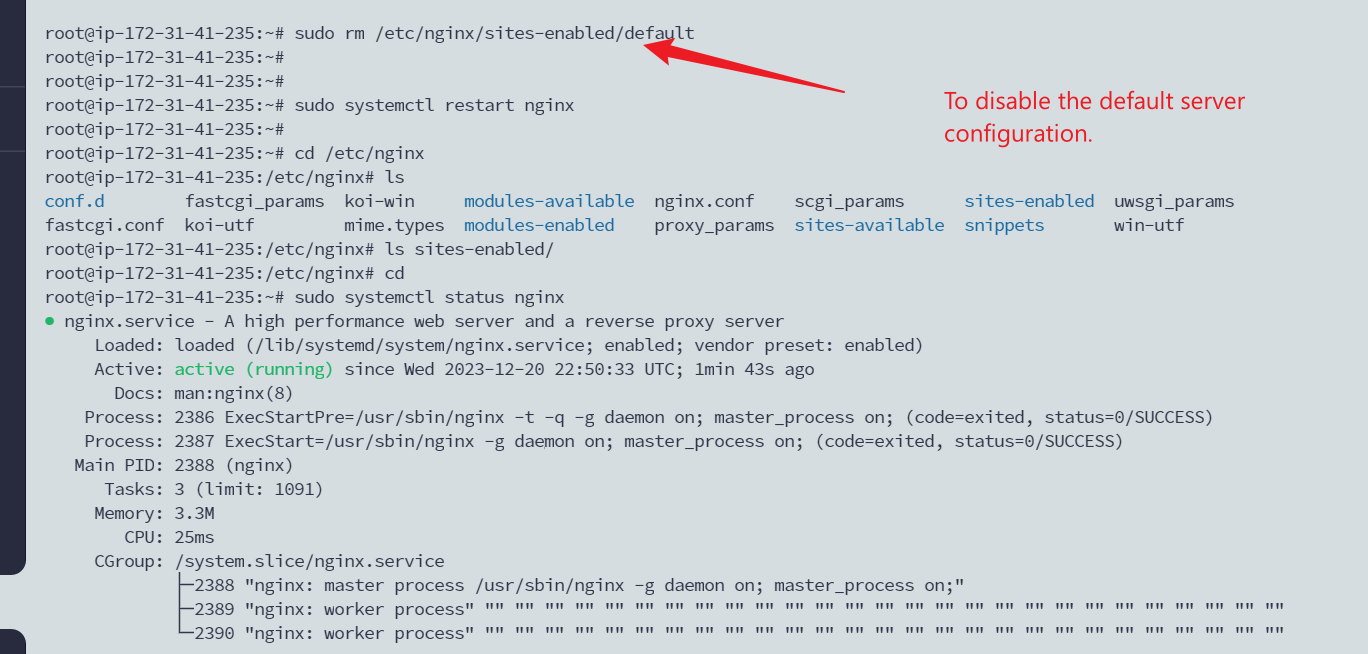 root@ip-172-31-41-235:~# sudo rm /etc/nginx/sites-enabled/default
root@ip-172-31-41-235:~#
root@ip-172-31-41-235:~#
root@ip-172-31-41-235:~# sudo systemctl restart nginx
To disable the default server
configuration.
root@ip-172-31-41-235:~#
root@ip-172-31-41-235:~# cd /etc/nginx
root@ip-172-31-41-235:/etc/nginx# ls
conf.d        fastcgi_params  koi-win     modules-available  nginx.conf    scgi_params      sites-enabled  uwsgi_params
fastcgi.conf  koi-utf         mime.types  modules-enabled    proxy_params  sites-available  snippets       win-utf
root@ip-172-31-41-235:/etc/nginx# ls sites-enabled/
root@ip-172-31-41-235:/etc/nginx# cd
root@ip-172-31-41-235:~# sudo systemctl status nginx
● nginx.service - A high performance web server and a reverse proxy server
     Loaded: loaded (/lib/systemd/system/nginx.service; enabled; vendor preset: enabled)
     Active: active (running) since Wed 2023-12-20 22:50:33 UTC; 1min 43s ago
       Docs: man:nginx(8)
    Process: 2386 ExecStartPre=/usr/sbin/nginx -t -q -g daemon on; master_process on; (code=exited, status=0/SUCCESS)
    Process: 2387 ExecStart=/usr/sbin/nginx -g daemon on; master_process on; (code=exited, status=0/SUCCESS)
   Main PID: 2388 (nginx)
      Tasks: 3 (limit: 1091)
     Memory: 3.3M
        CPU: 25ms
     CGroup: /system.slice/nginx.service
             ├─2388 "nginx: master process /usr/sbin/nginx -g daemon on; master_process on;"
             ├─2389 "nginx: worker process" "" "" "" "" "" "" "" "" "" "" "" "" "" "" "" "" "" "" "" "" "" "" "" "" "" "" ""
             └─2390 "nginx: worker process" "" "" "" "" "" "" "" "" "" "" "" "" "" "" "" "" "" "" "" "" "" "" "" "" "" "" ""